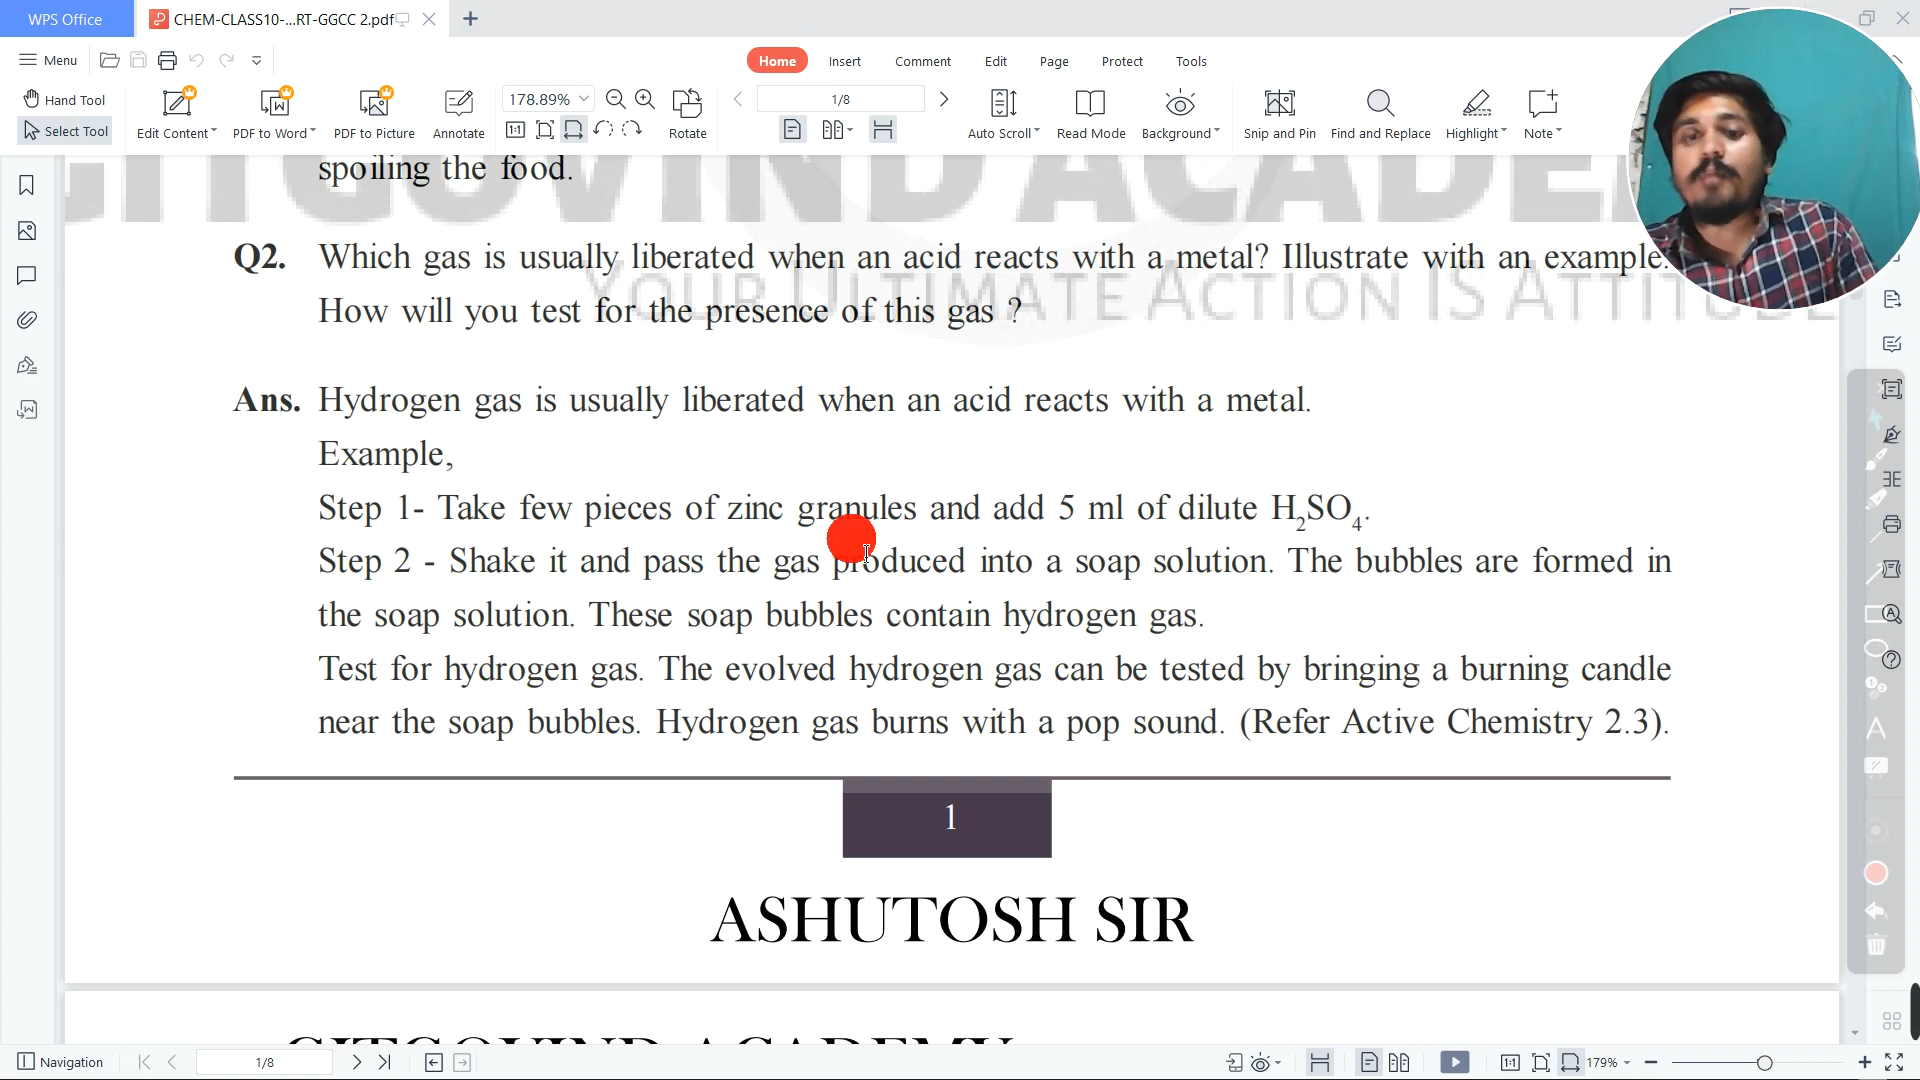 WPS Office
CHEM-CLASS10-...RT-GGCC 2.pdf
Menu
Home
Insert
Comment
Edit
Page
Protect
Tools
Hand Tool
Select Tool
Edit Content
PDF to Word
PDF to Picture
Annotate
178.89%
Rotate
1/8
Auto Scroll
Read Mode
Background
Snip and Pin
Find and Replace
Highlight
Note
GITGOVIND ACADEM
YOUR ULTIMATE ACTION IS ATTITUDE
spoiling the food.
Q2. Which gas is usually liberated when an acid reacts with a metal? Illustrate with an example.
How will you test for the presence of this gas ?
Ans. Hydrogen gas is usually liberated when an acid reacts with a metal.
Example,
Step 1- Take few pieces of zinc granules and add 5 ml of dilute H₂SO₄.
Step 2 - Shake it and pass the gas produced into a soap solution. The bubbles are formed in
the soap solution. These soap bubbles contain hydrogen gas.
Test for hydrogen gas. The evolved hydrogen gas can be tested by bringing a burning candle
near the soap bubbles. Hydrogen gas burns with a pop sound. (Refer Active Chemistry 2.3).
1
ASHUTOSH SIR
GITGOVIND ACADEMY
Navigation
1/8
179%